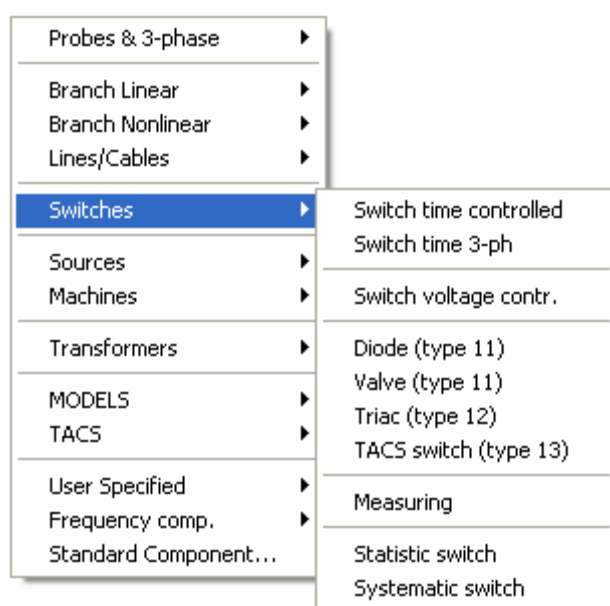 Probes & 3-phase
Branch Linear
Branch Nonlinear
Lines/Cables
Switches
Sources
Machines
Transformers
MODELS
TACS
User Specified
Frequency comp.
Standard Component...
Switch time controlled
Switch time 3-ph
Switch voltage contr.
Diode (type 11)
Valve (type 11)
Triac (type 12)
TACS switch (type 13)
Measuring
Statistic switch
Systematic switch